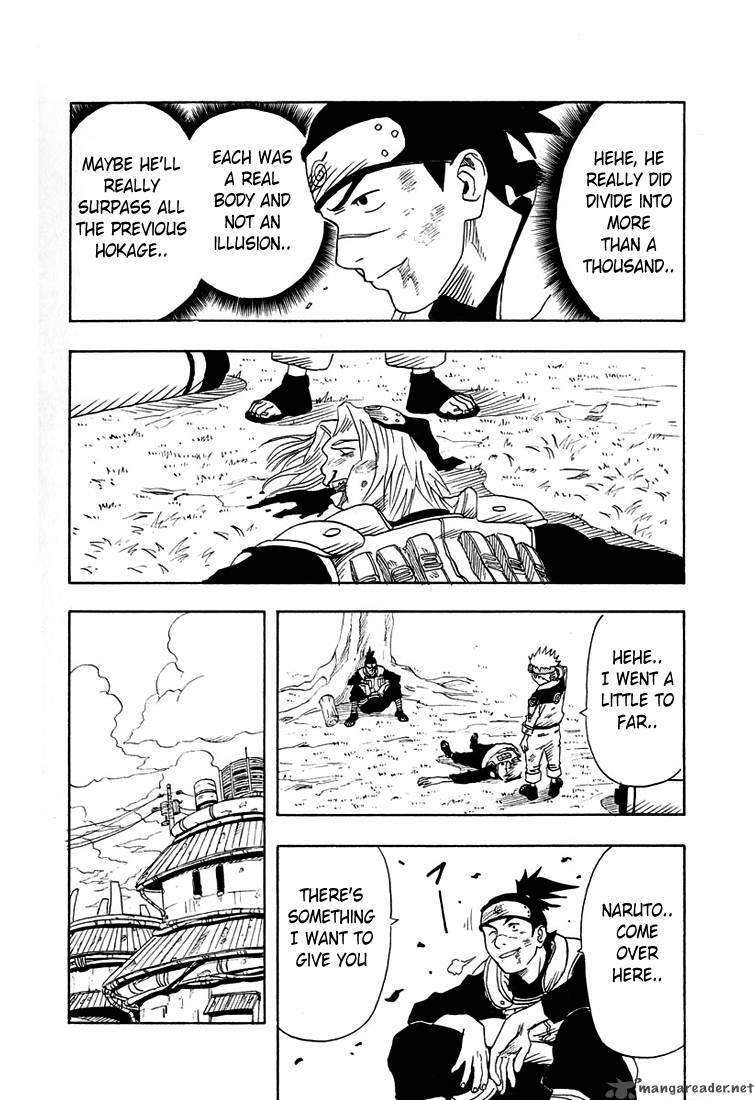 HEHE, HE
REALLY DID
DIVIDE INTO
MORE
THAN A
THOUSAND..
EACH WAS
A REAL
BODY AND
NOT AN
ILLUSION..
MAYBE HE'LL
REALLY
SURPASS ALL
THE PREVIOUS
HOKAGE..
HEHE..
I WENT A
LITTLE TO
FAR..
NARUTO..
COME
OVER
HERE..
THERE'S
SOMETHING
I WANT TO
GIVE YOU
mangareader.net